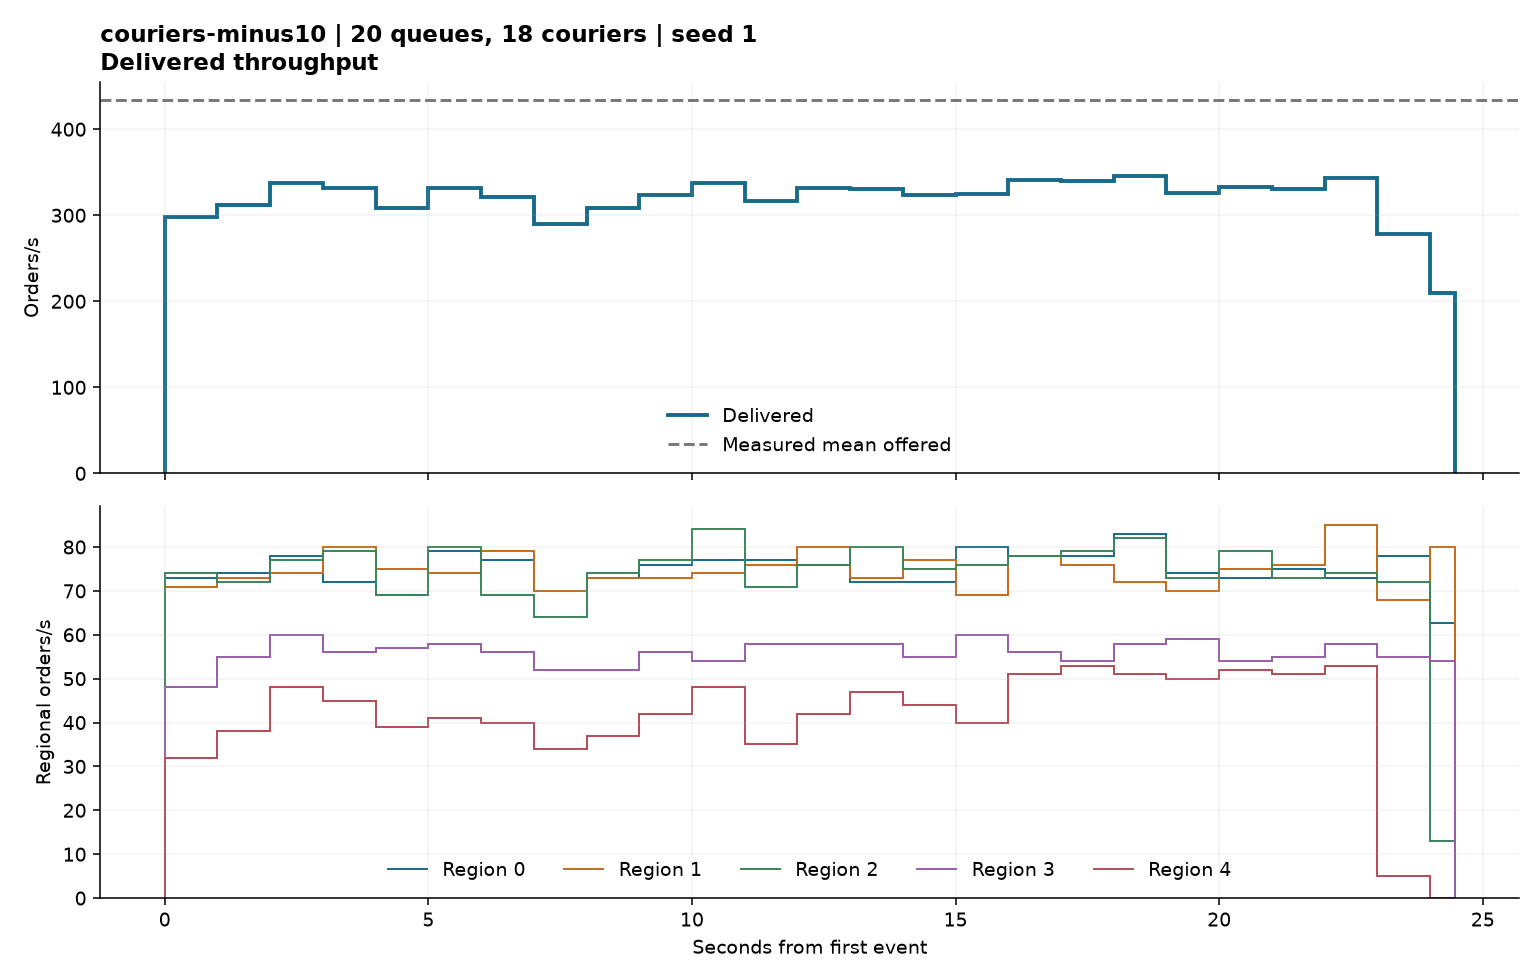 couriers-minus10 | 20 queues, 18 couriers | seed 1
Delivered throughput
400
300
200
100
0
Orders/s
Delivered
Measured mean offered
80
70
60
50
40
30
20
10
0
Regional orders/s
Region 0
Region 1
Region 2
Region 3
Region 4
0
5
10
15
20
25
Seconds from first event